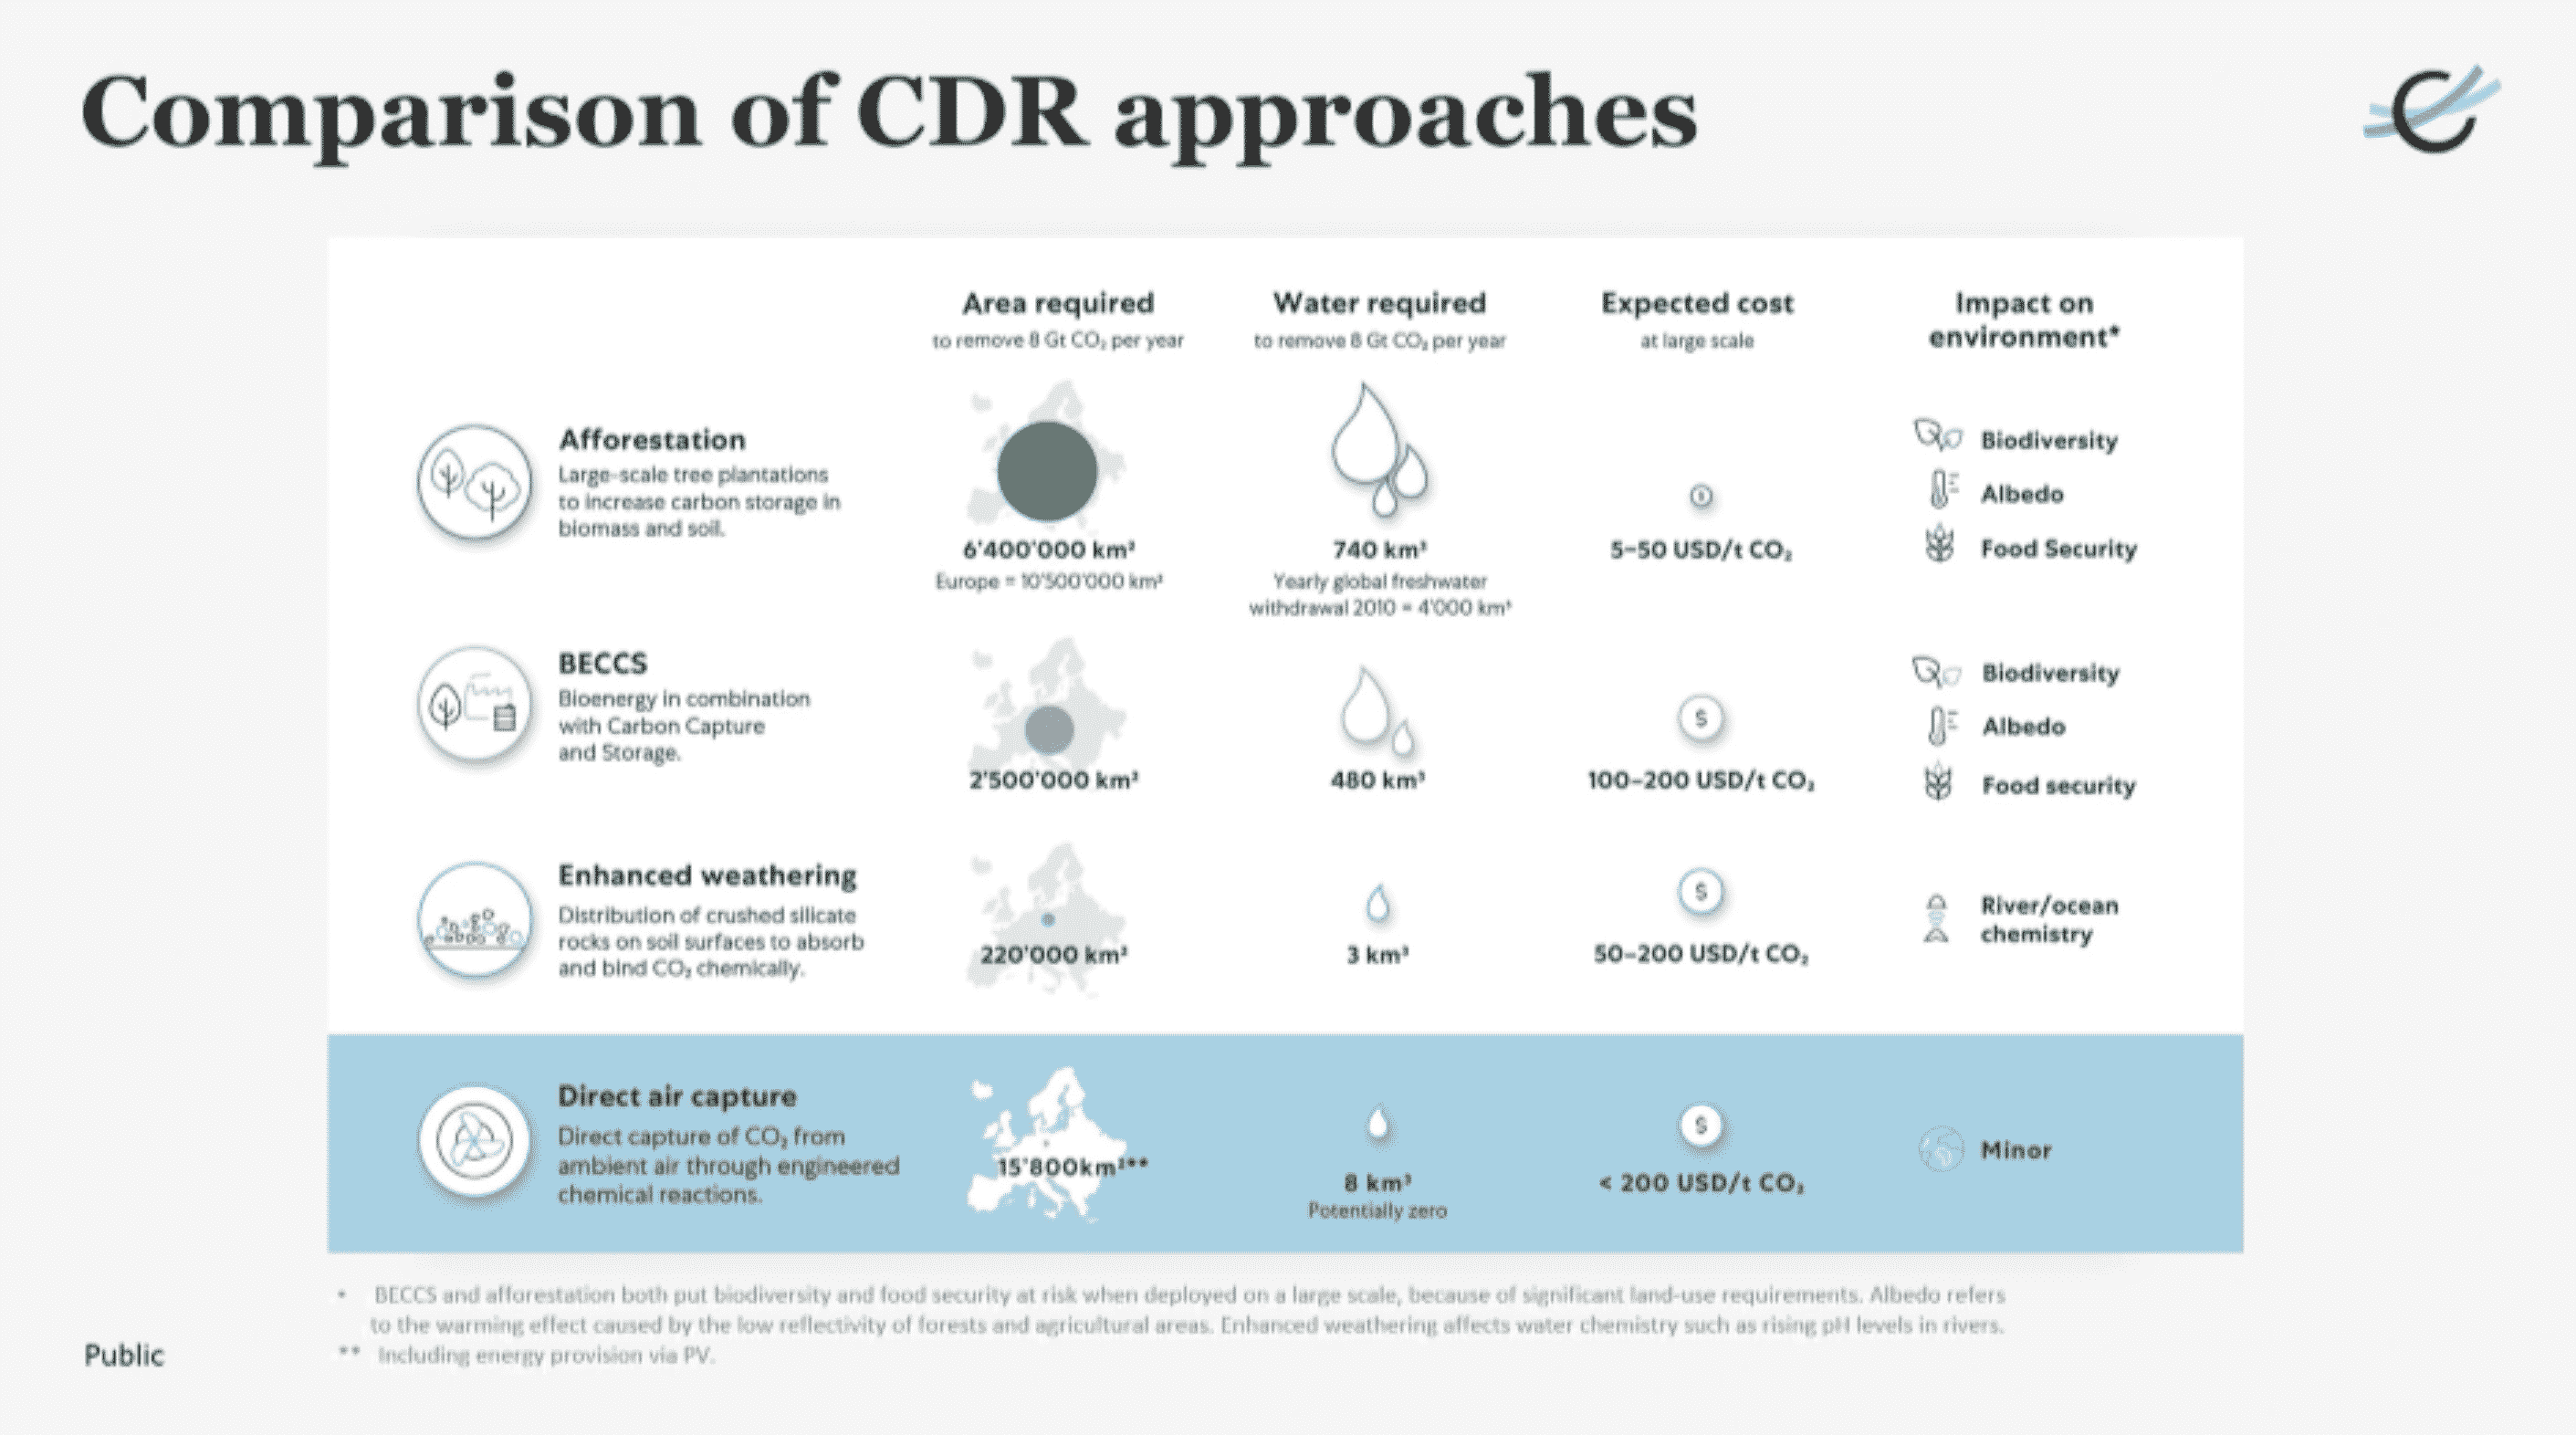 Comparison of CDR approaches
Area required
to remove 8 Gt CO₂ per year
Water required
to remove 8 Gt CO₂ per year
Expected cost
at large scale
Impact on
environment*
Afforestation
Large-scale tree plantations
to increase carbon storage in
biomass and soil.
6'400'000 km²
Europe = 10'500'000 km²
740 km³
Yearly global freshwater
withdrawal 2010 = 4'000 km³
5–50 USD/t CO₂
Biodiversity
Albedo
Food Security
BECCS
Bioenergy in combination
with Carbon Capture
and Storage.
2'500'000 km²
480 km³
$
100–200 USD/t CO₂
Biodiversity
Albedo
Food security
Enhanced weathering
Distribution of crushed silicate
rocks on soil surfaces to absorb
and bind CO₂ chemically.
220'000 km²
3 km³
$
50–200 USD/t CO₂
River/ocean
chemistry
Direct air capture
Direct capture of CO₂ from
ambient air through engineered
chemical reactions.
15'800km²**
8 km³
Potentially zero
$
< 200 USD/t CO₂
Minor
* BECCS and afforestation both put biodiversity and food security at risk when deployed on a large scale, because of significant land-use requirements. Albedo refers
to the warming effect caused by the low reflectivity of forests and agricultural areas. Enhanced weathering affects water chemistry such as rising pH levels in rivers.
** Including energy provision via PV.
Public